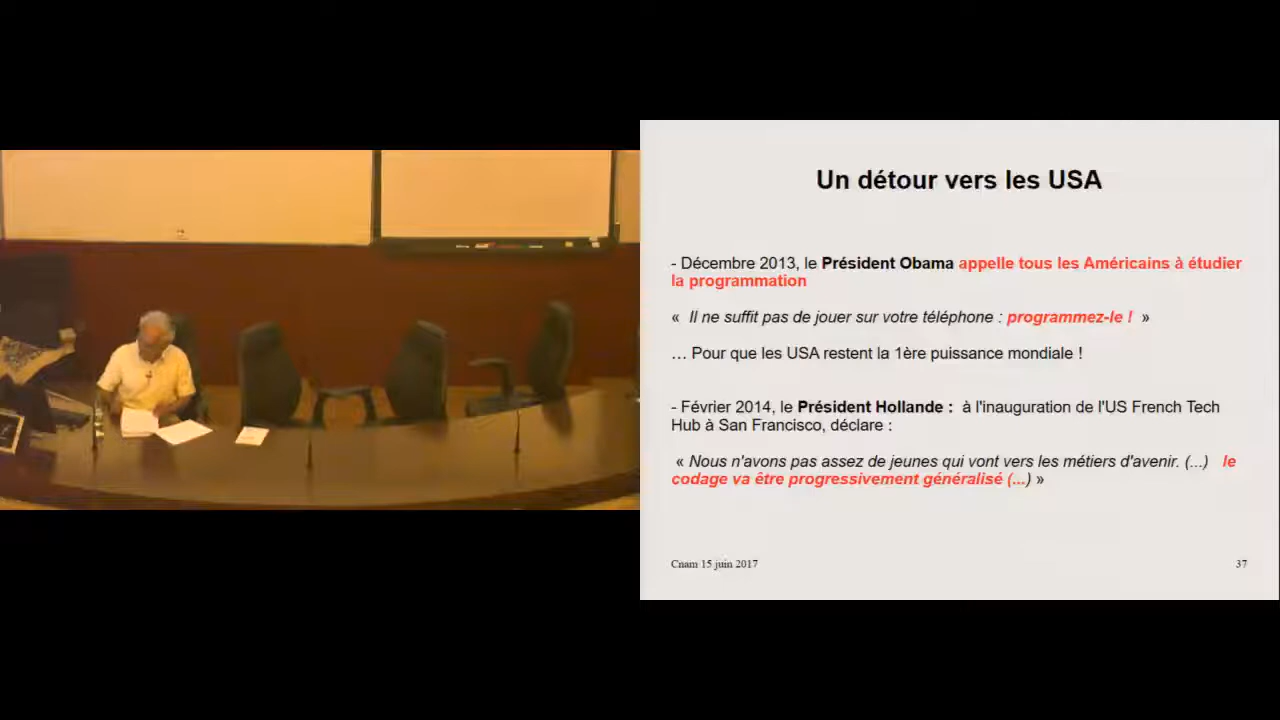 Un détour vers les USA
- Décembre 2013, le Président Obama appelle tous les Américains à étudier
la programmation
« Il ne suffit pas de jouer sur votre téléphone : programmez-le ! »
… Pour que les USA restent la 1ère puissance mondiale !
- Février 2014, le Président Hollande : à l'inauguration de l'US French Tech
Hub à San Francisco, déclare :
« Nous n'avons pas assez de jeunes qui vont vers les métiers d'avenir. (...) le
codage va être progressivement généralisé (...) »
Cnam 15 juin 2017
37